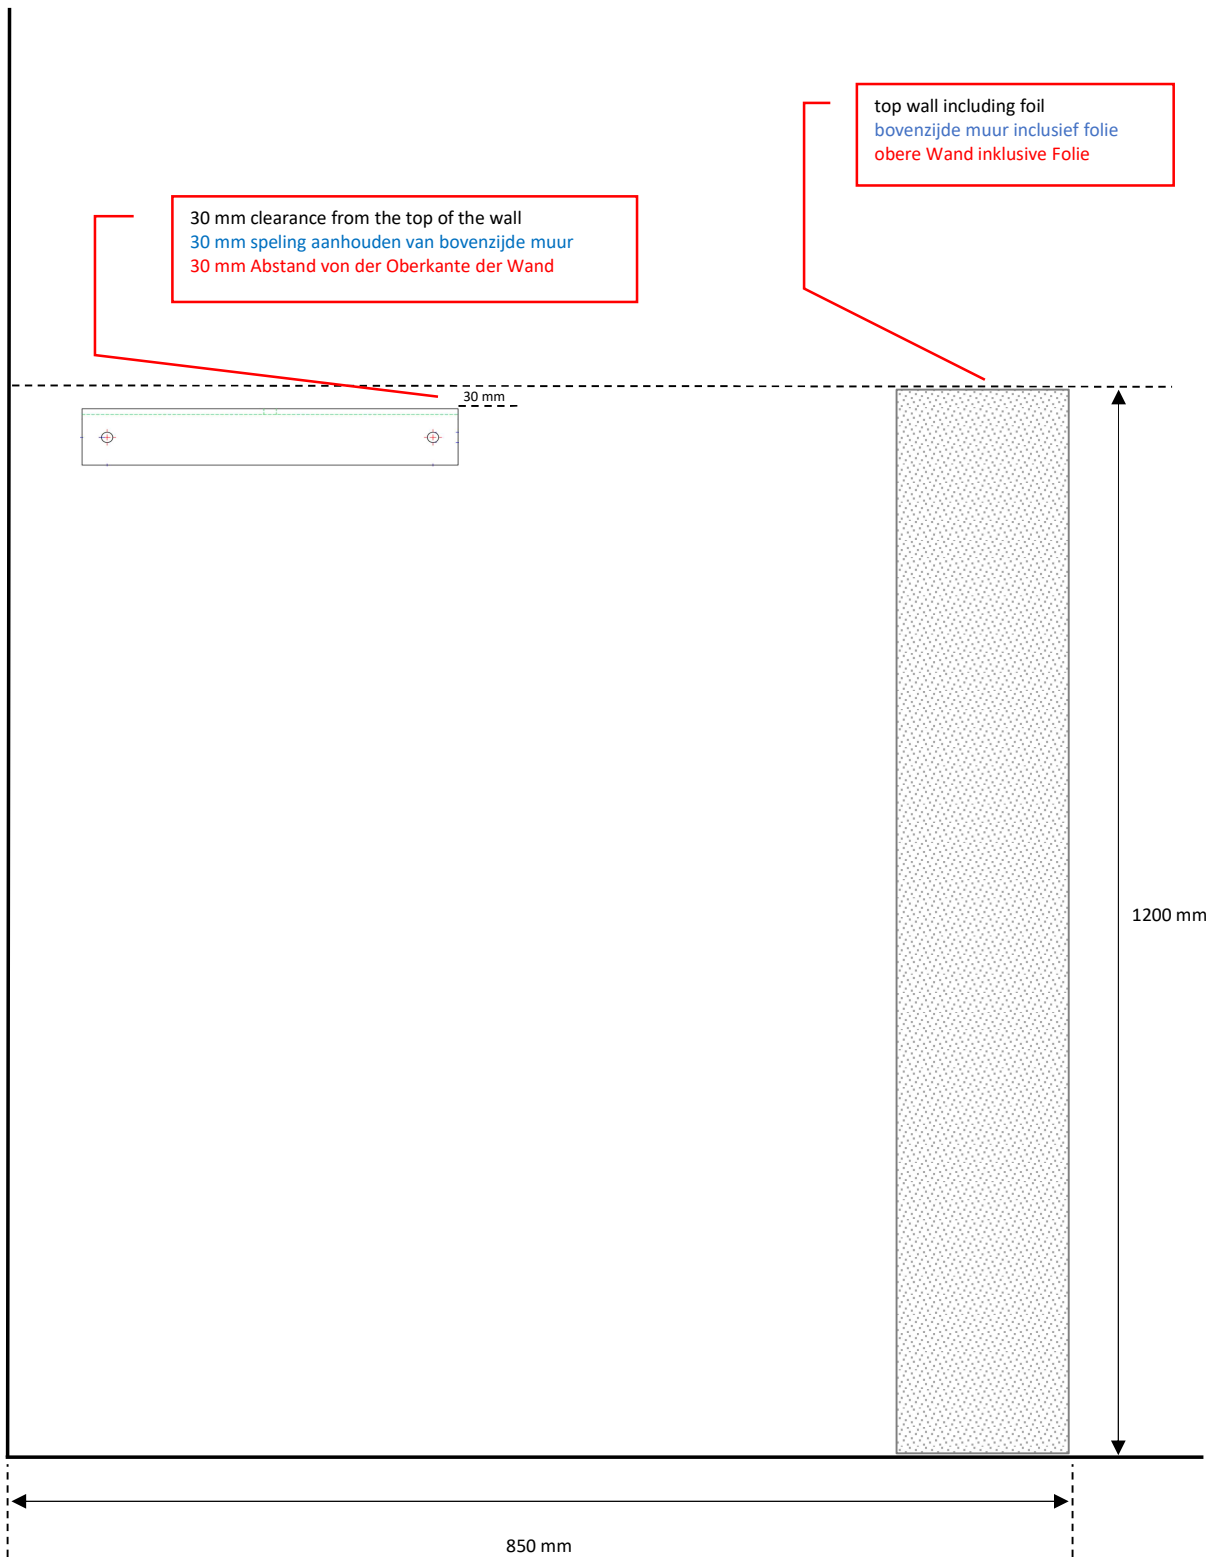 top wall including foil
bovenzijde muur inclusief folie
obere Wand inklusive Folie
30 mm clearance from the top of the wall
30 mm speling aanhouden van bovenzijde muur
30 mm Abstand von der Oberkante der Wand
30 mm
1200 mm
850 mm